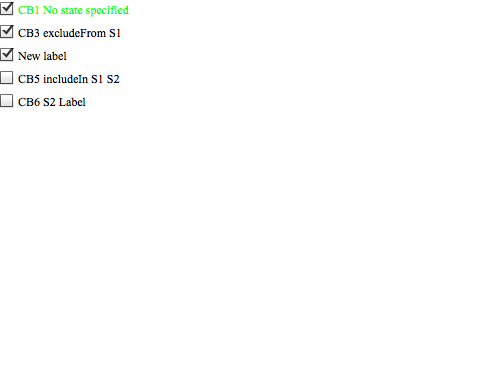 CB1 No state specified
CB3 excludeFrom S1
New label
CB5 includeIn S1 S2
CB6 S2 Label